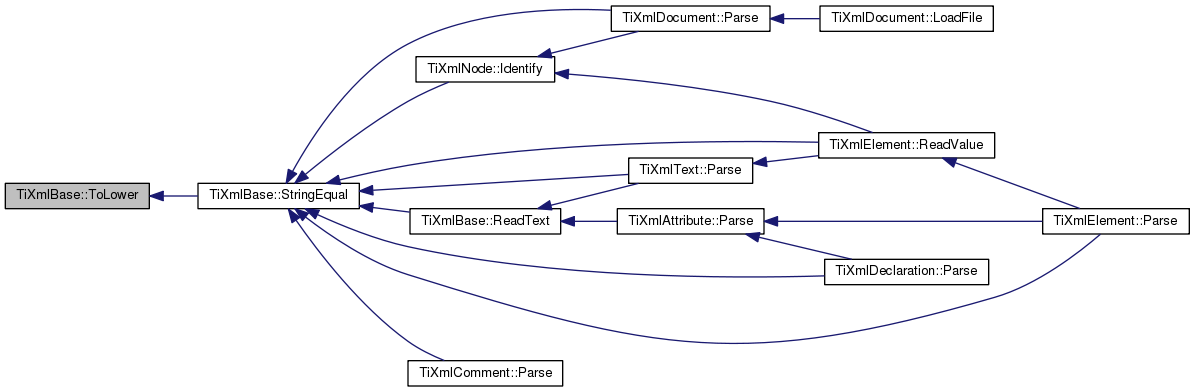 TiXmlDocument::Parse
TiXmlDocument::LoadFile
TiXmlNode::Identify
TiXmlElement::ReadValue
TiXmlText::Parse
TiXmlBase::ToLower
TiXmlBase::StringEqual
TiXmlBase::ReadText
TiXmlAttribute::Parse
TiXmlElement::Parse
TiXmlDeclaration::Parse
TiXmlComment::Parse